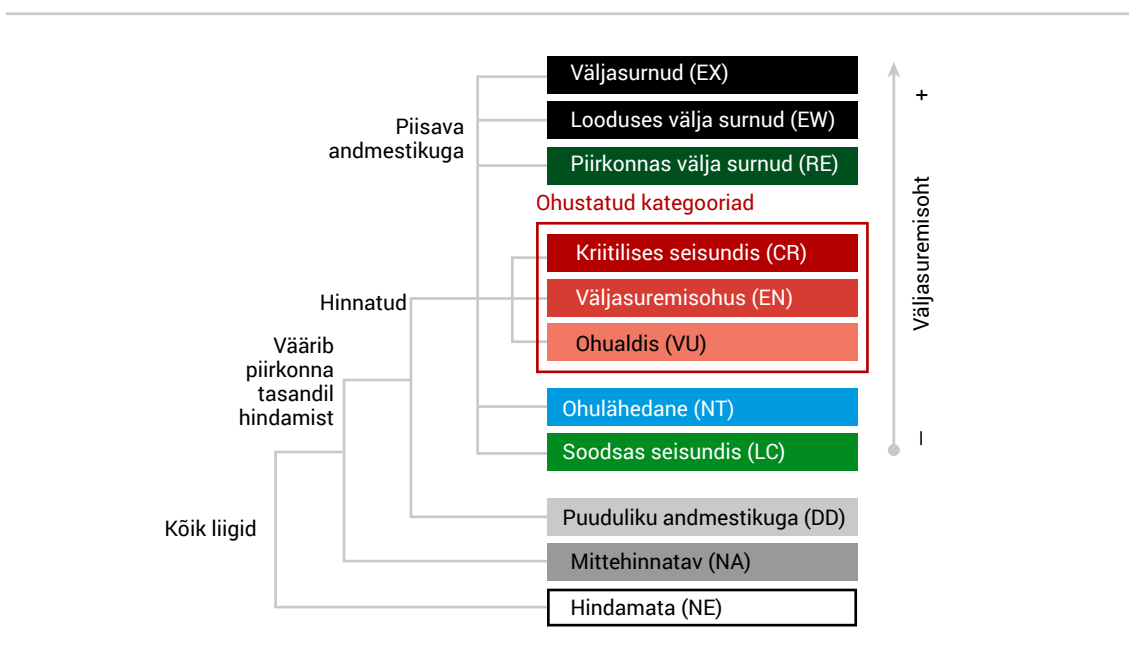 Väljasurnud (EX)
Looduses välja surnud (EW)
Piirkonnas välja surnud (RE)
Piisava
andmestikuga
Ohustatud kategooriad
Kriitilises seisundis (CR)
Väljasuremisohus (EN)
Ohualdis (VU)
Hinnatud
Väärib
piirkonna
tasandil
hindamist
Ohulähedane (NT)
Soodsas seisundis (LC)
Kõik liigid
Puuduliku andmestikuga (DD)
Mittehinnatav (NA)
Hindamata (NE)
+
Väljasuremisoht
–